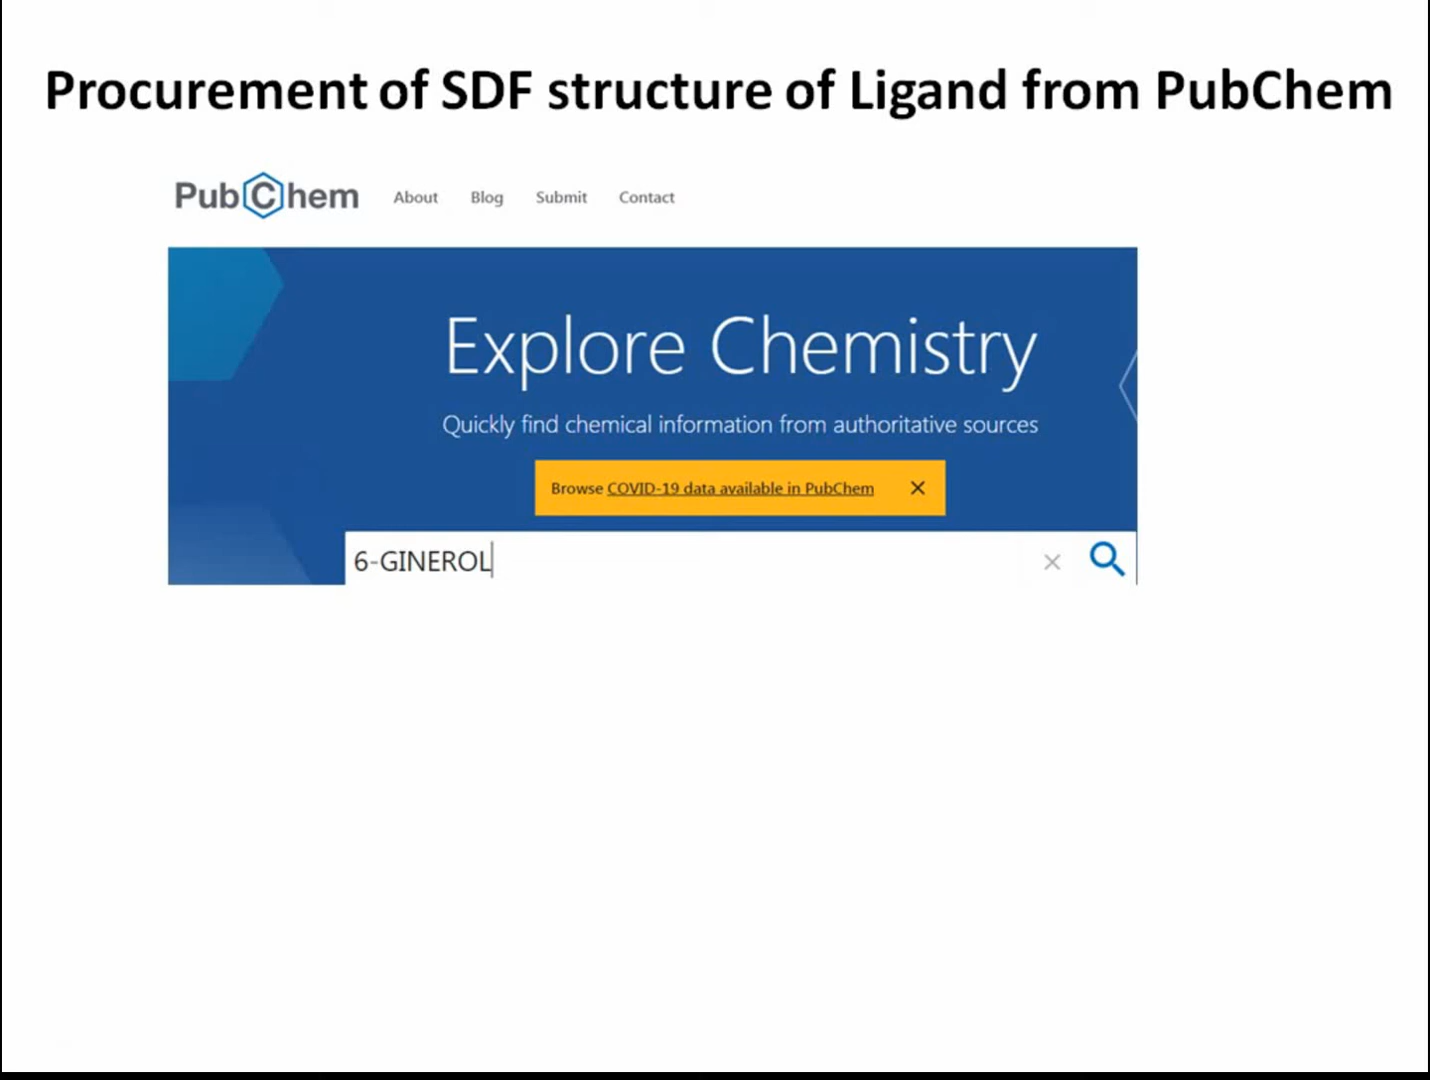 Procurement of SDF structure of Ligand from PubChem
PubChem About Blog Submit Contact
Explore Chemistry
Quickly find chemical information from authoritative sources
Browse COVID-19 data available in PubChem
6-GINEROL